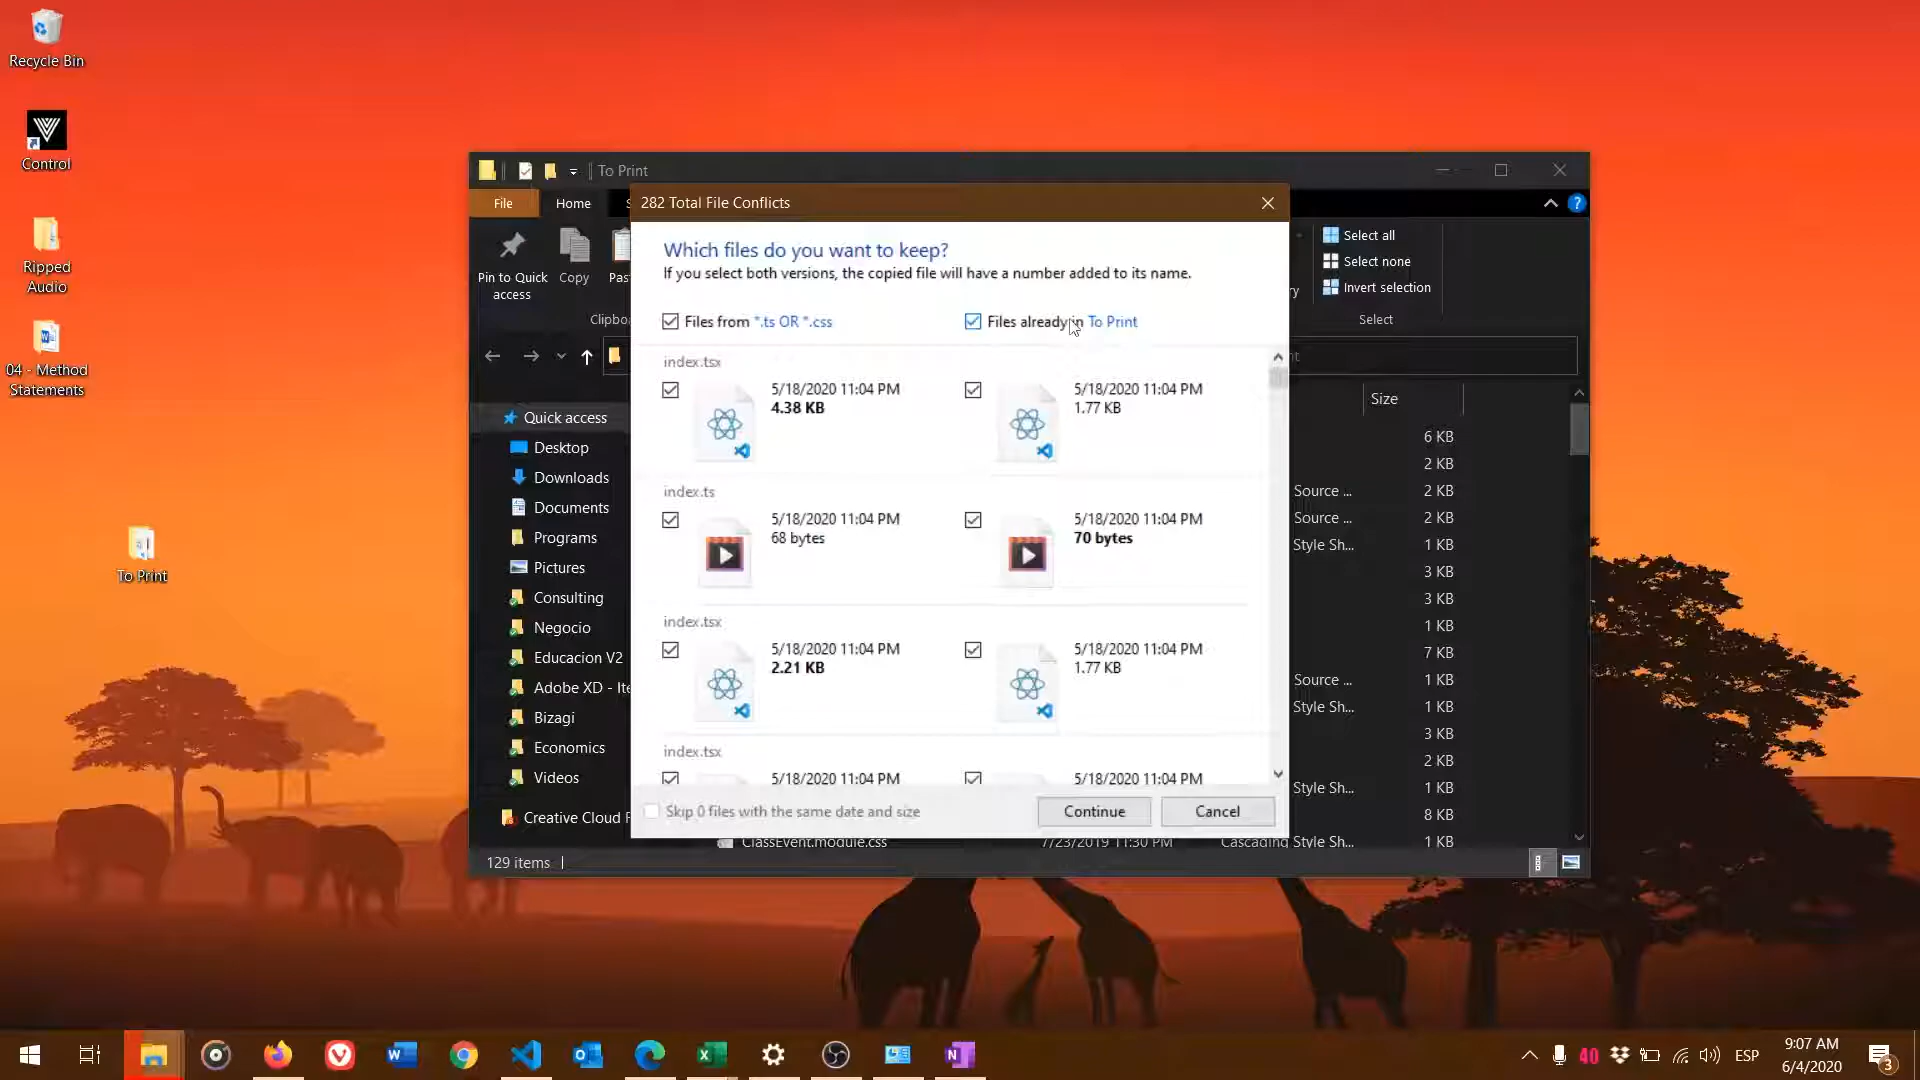 Recycle Bin
Control
Ripped
Audio
04 - Method
Statements
To Print
To Print
File
Home
282 Total File Conflicts
Pin to Quick
access
Copy
Which files do you want to keep?
If you select both versions, the copied file will have a number added to its name.
Files from *.ts OR *.css
Files already in To Print
index.tsx
5/18/2020 11:04 PM
4.38 KB
5/18/2020 11:04 PM
1.77 KB
index.ts
5/18/2020 11:04 PM
68 bytes
5/18/2020 11:04 PM
70 bytes
index.tsx
5/18/2020 11:04 PM
2.21 KB
5/18/2020 11:04 PM
1.77 KB
index.tsx
5/18/2020 11:04 PM
5/18/2020 11:04 PM
Skip 0 files with the same date and size
Continue
Cancel
Select all
Select none
Invert selection
Select
Quick access
Desktop
Downloads
Documents
Programs
Pictures
Consulting
Negocio
Educacion V2
Adobe XD - Ite
Bizagi
Economics
Videos
Creative Cloud F
Size
6 KB
2 KB
Source ... 2 KB
Source ... 2 KB
Style Sh... 1 KB
3 KB
3 KB
1 KB
7 KB
Source ... 1 KB
Style Sh... 1 KB
3 KB
2 KB
Style Sh... 1 KB
8 KB
ClassEvent.module.css 7/23/2019 11:30 PM Cascading Style Sh... 1 KB
129 items
40
ESP
9:07 AM
6/4/2020
3